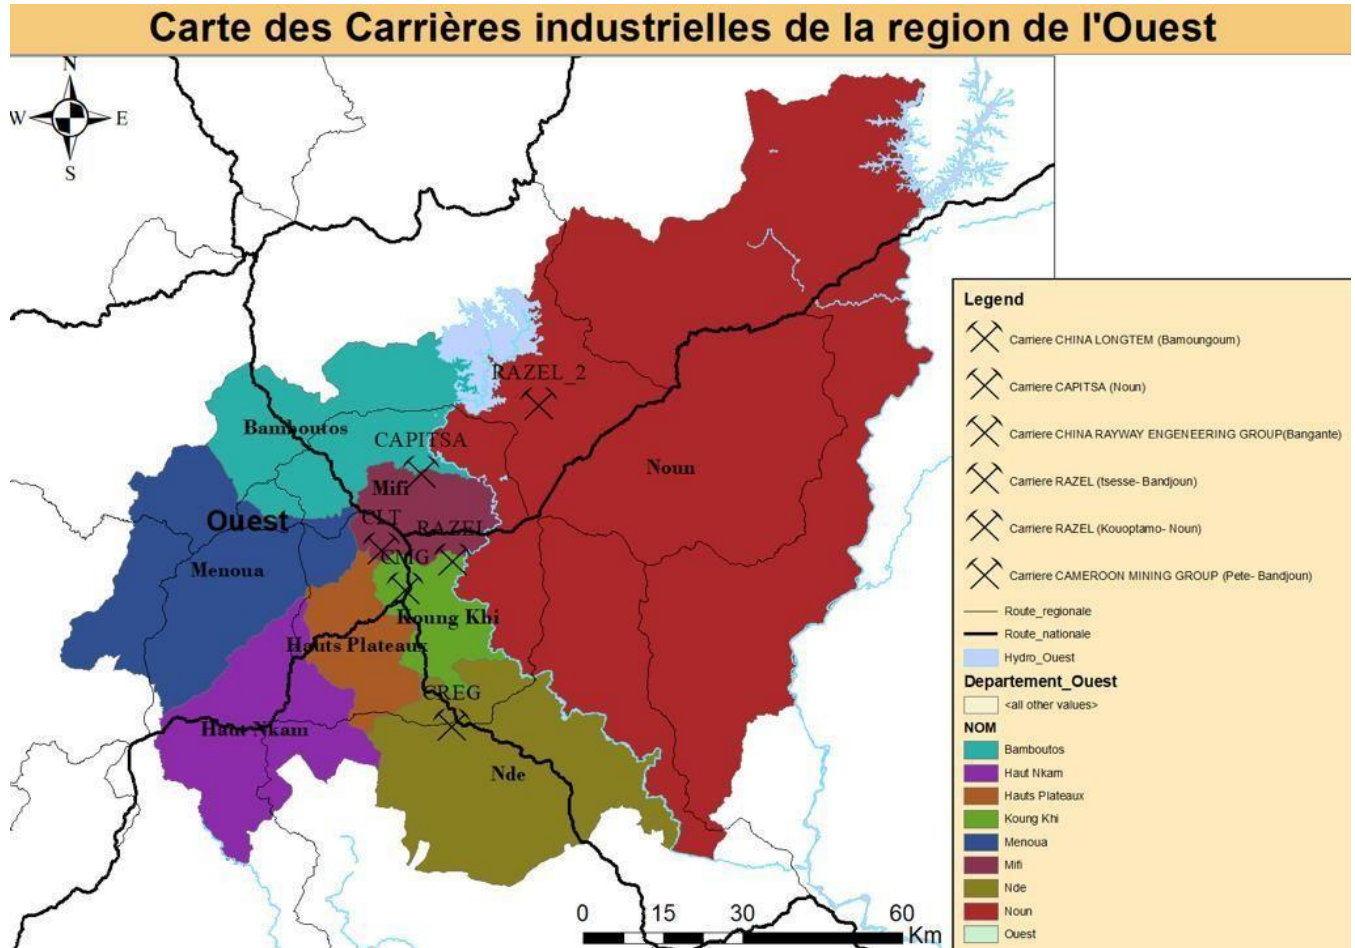 Carte des Carrières industrielles de la region de l'Ouest
N
W
E
S
RAZEL_2
Bamboutos
CAPITSA
Noun
Mifi
Ouest
CLT
RAZEL
CMG
Menoua
Koung Khi
Hauts Plateaux
CREG
Haut Nkam
Nde
0 15 30 60
Km
Legend
Carriere CHINA LONGTEM (Bamoungoum)
Carriere CAPITSA (Noun)
Carriere CHINA RAYWAY ENGENEERING GROUP(Bangante)
Carriere RAZEL (tsesse- Bandjoun)
Carriere RAZEL (Kouoptamo- Noun)
Carriere CAMEROON MINING GROUP (Pete- Bandjoun)
Route_regionale
Route_nationale
Hydro_Ouest
Departement_Ouest
<all other values>
NOM
Bamboutos
Haut Nkam
Hauts Plateaux
Koung Khi
Menoua
Mifi
Nde
Noun
Ouest